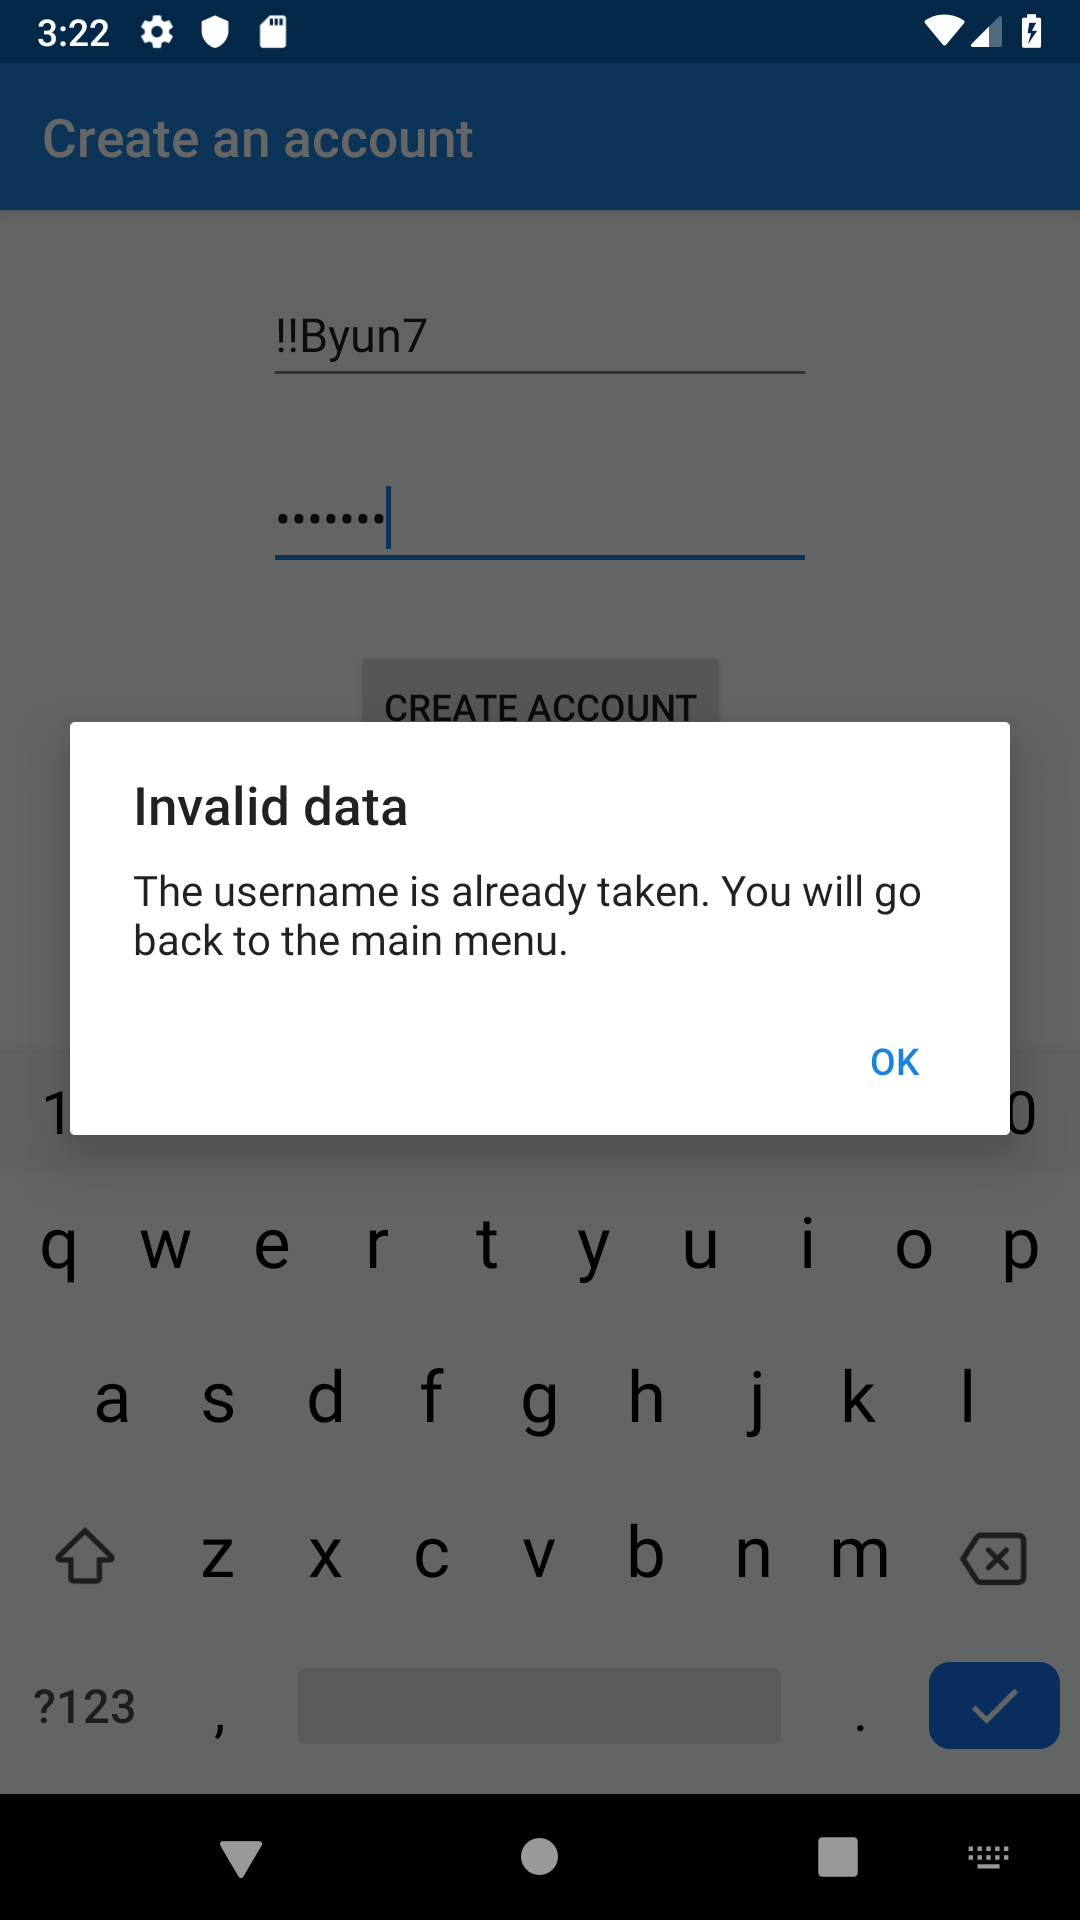 3:22
Create an account
!!Byun7
•••••••
CREATE ACCOUNT
Invalid data
The username is already taken. You will go
back to the main menu.
OK
1 0
q w e r t y u i o p
a s d f g h j k l
z x c v b n m
?123 , .